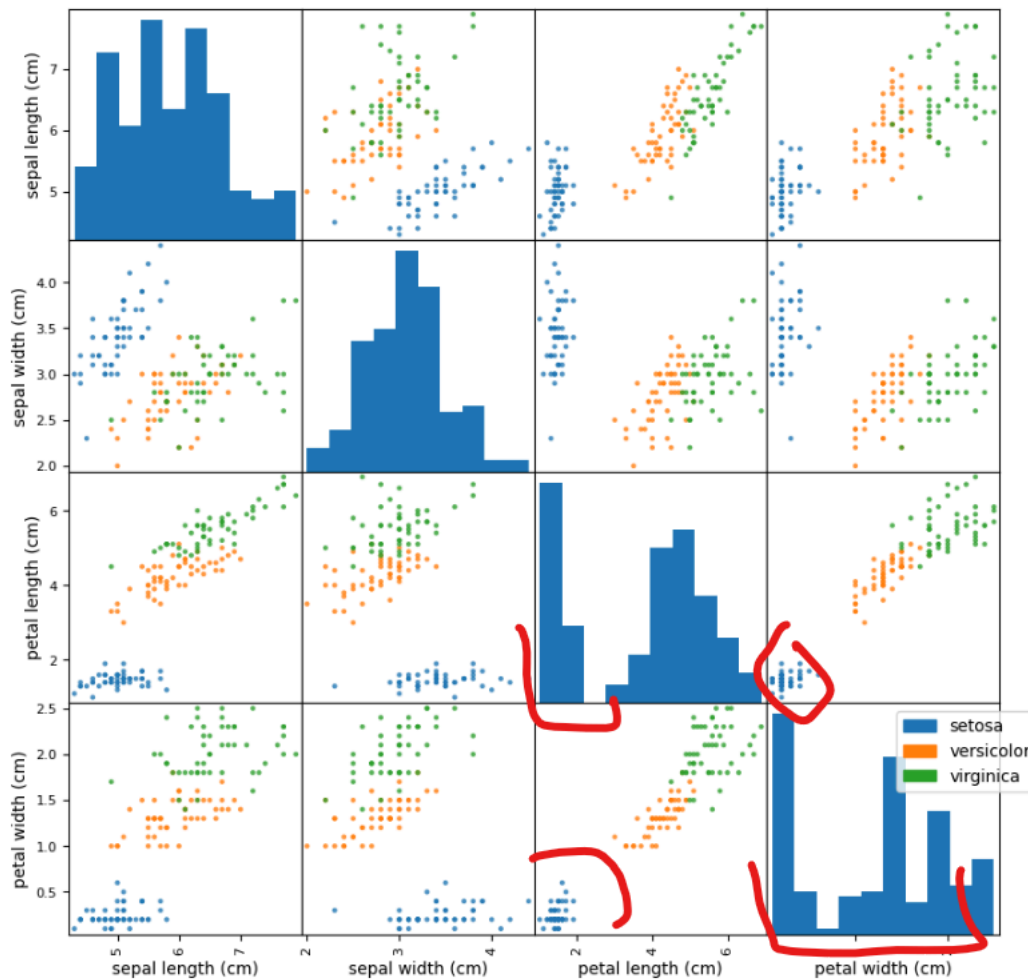 sepal length (cm)
7
6
5
sepal width (cm)
4.0
3.5
3.0
2.5
2.0
petal length (cm)
6
4
2
petal width (cm)
2.5
2.0
1.5
1.0
0.5
setosa
versicolor
virginica
5
6
7
2
3
4
2
4
6
sepal length (cm)
sepal width (cm)
petal length (cm)
petal width (cm)